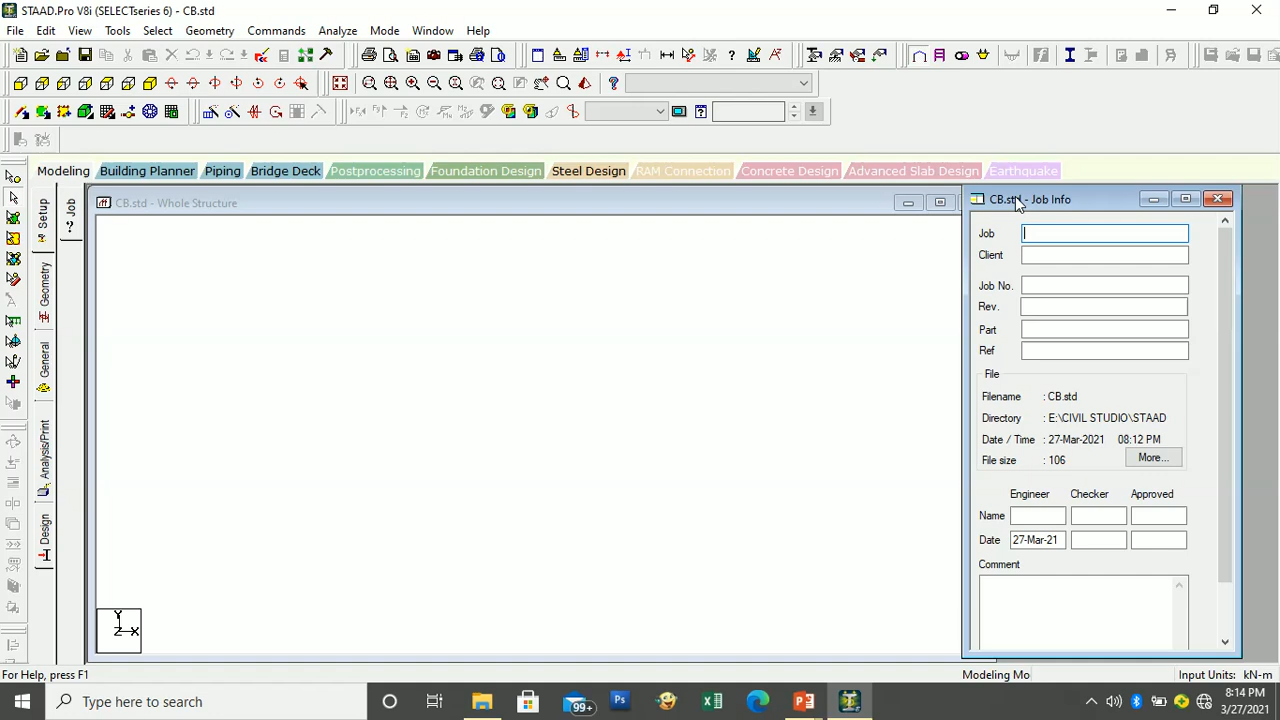 STAAD.Pro V8i (SELECTseries 6) - CB.std
File Edit View Tools Select Geometry Commands Analyze Mode Window Help
Modeling Building Planner Piping Bridge Deck Postprocessing Foundation Design Steel Design RAM Connection Concrete Design Advanced Slab Design Earthquake
Setup
Geometry
General
Analysis/Print
Design
Job
CB.std - Whole Structure
Y
Z X
CB.std - Job Info
Job
Client
Job No.
Rev.
Part
Ref
File
Filename : CB.std
Directory : E:\CIVIL STUDIO\STAAD
Date / Time : 27-Mar-2021 08:12 PM
File size : 106 More...
Engineer Checker Approved
Name
Date 27-Mar-21
Comment
For Help, press F1 Modeling Mo Input Units: kN-m
Type here to search
99+
Ps
8:14 PM
3/27/2021